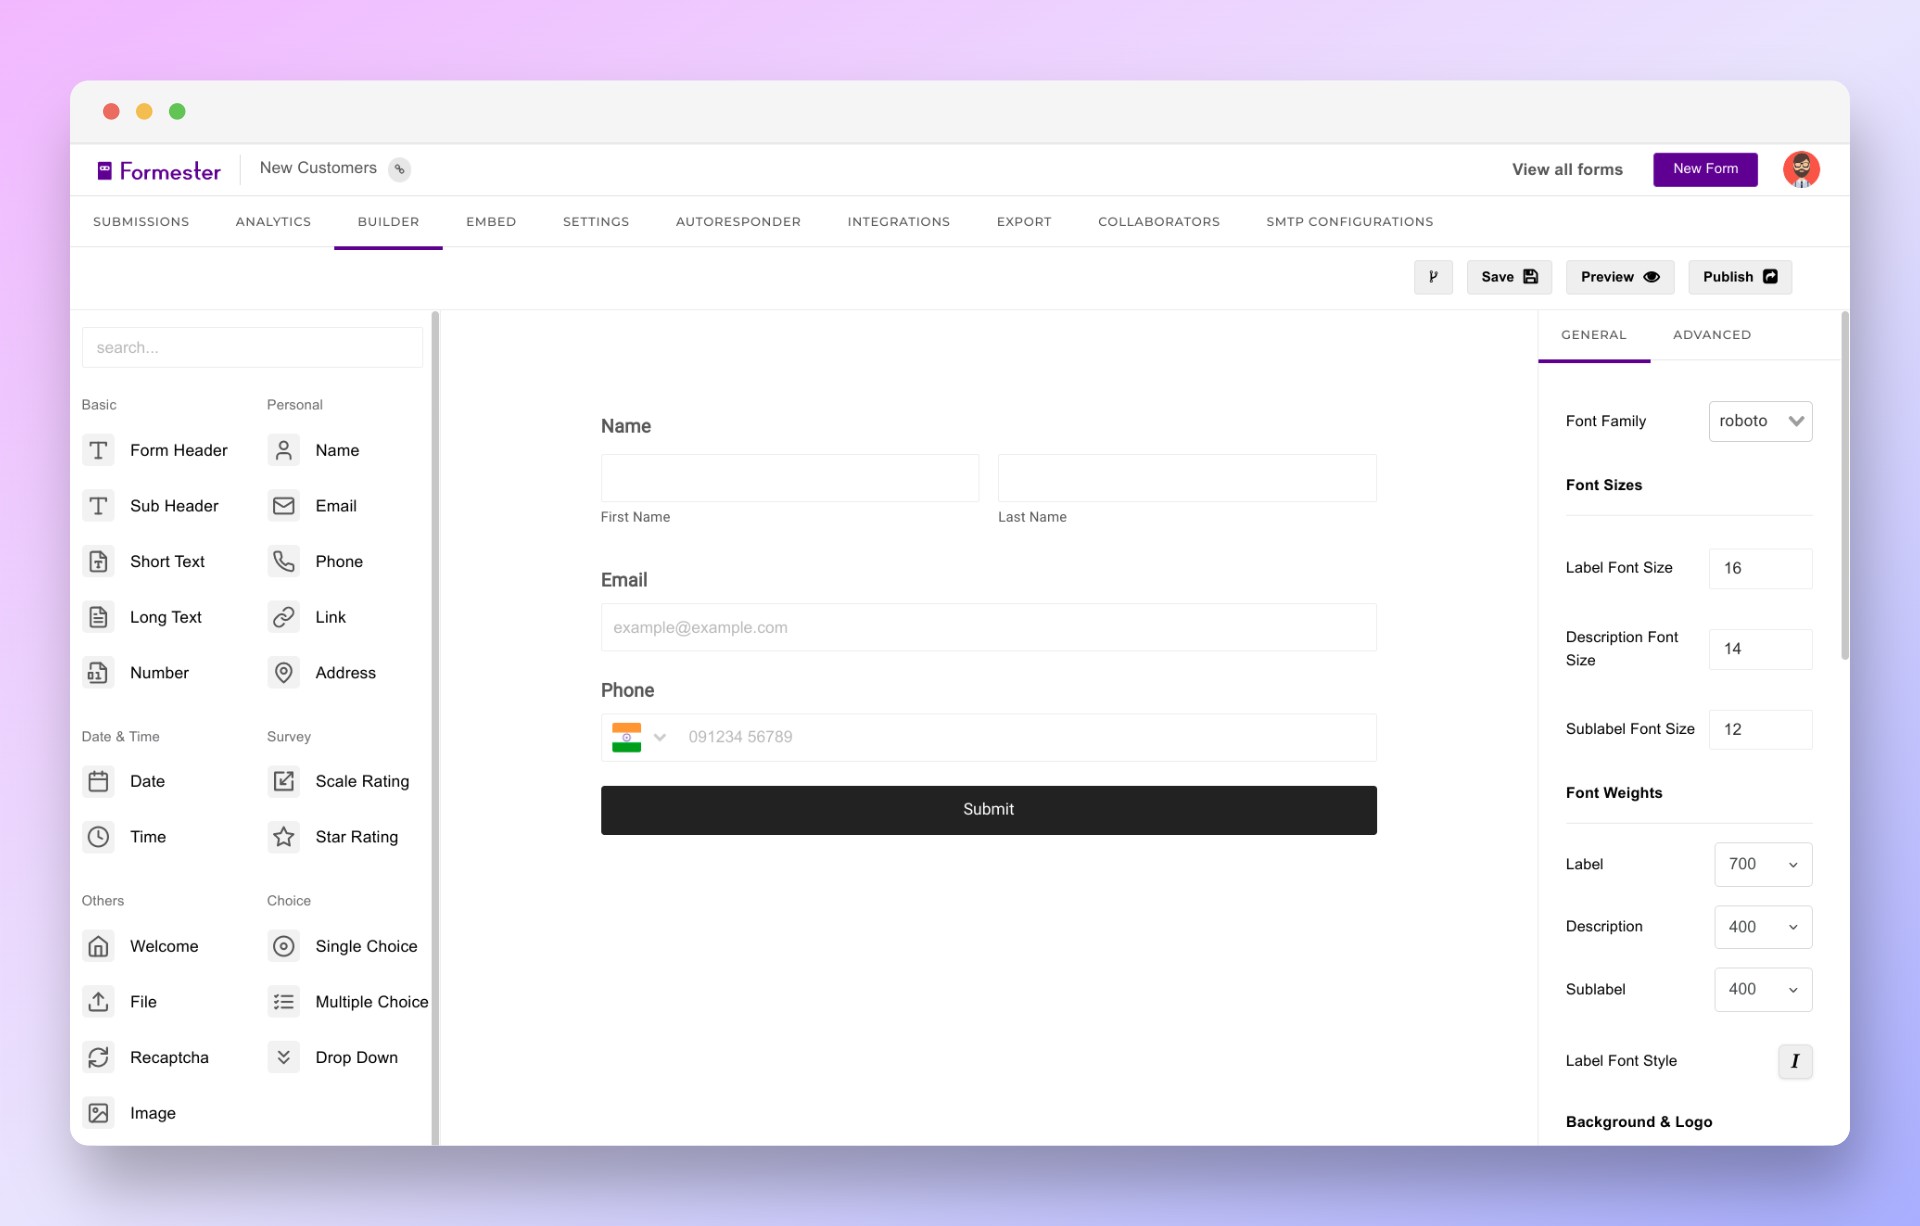 Formester
New Customers
View all forms
New Form
SUBMISSIONS
ANALYTICS
BUILDER
EMBED
SETTINGS
AUTORESPONDER
INTEGRATIONS
EXPORT
COLLABORATORS
SMTP CONFIGURATIONS
Save
Preview
Publish
search...
Basic
Form Header
Sub Header
Short Text
Long Text
Number
Personal
Name
Email
Phone
Link
Address
Date & Time
Date
Time
Survey
Scale Rating
Star Rating
Others
Welcome
File
Recaptcha
Image
Choice
Single Choice
Multiple Choice
Drop Down
Name
First Name
Last Name
Email
example@example.com
Phone
091234 56789
Submit
GENERAL
ADVANCED
Font Family
roboto
Font Sizes
Label Font Size
16
Description Font
Size
14
Sublabel Font Size
12
Font Weights
Label
700
Description
400
Sublabel
400
Label Font Style
I
Background & Logo